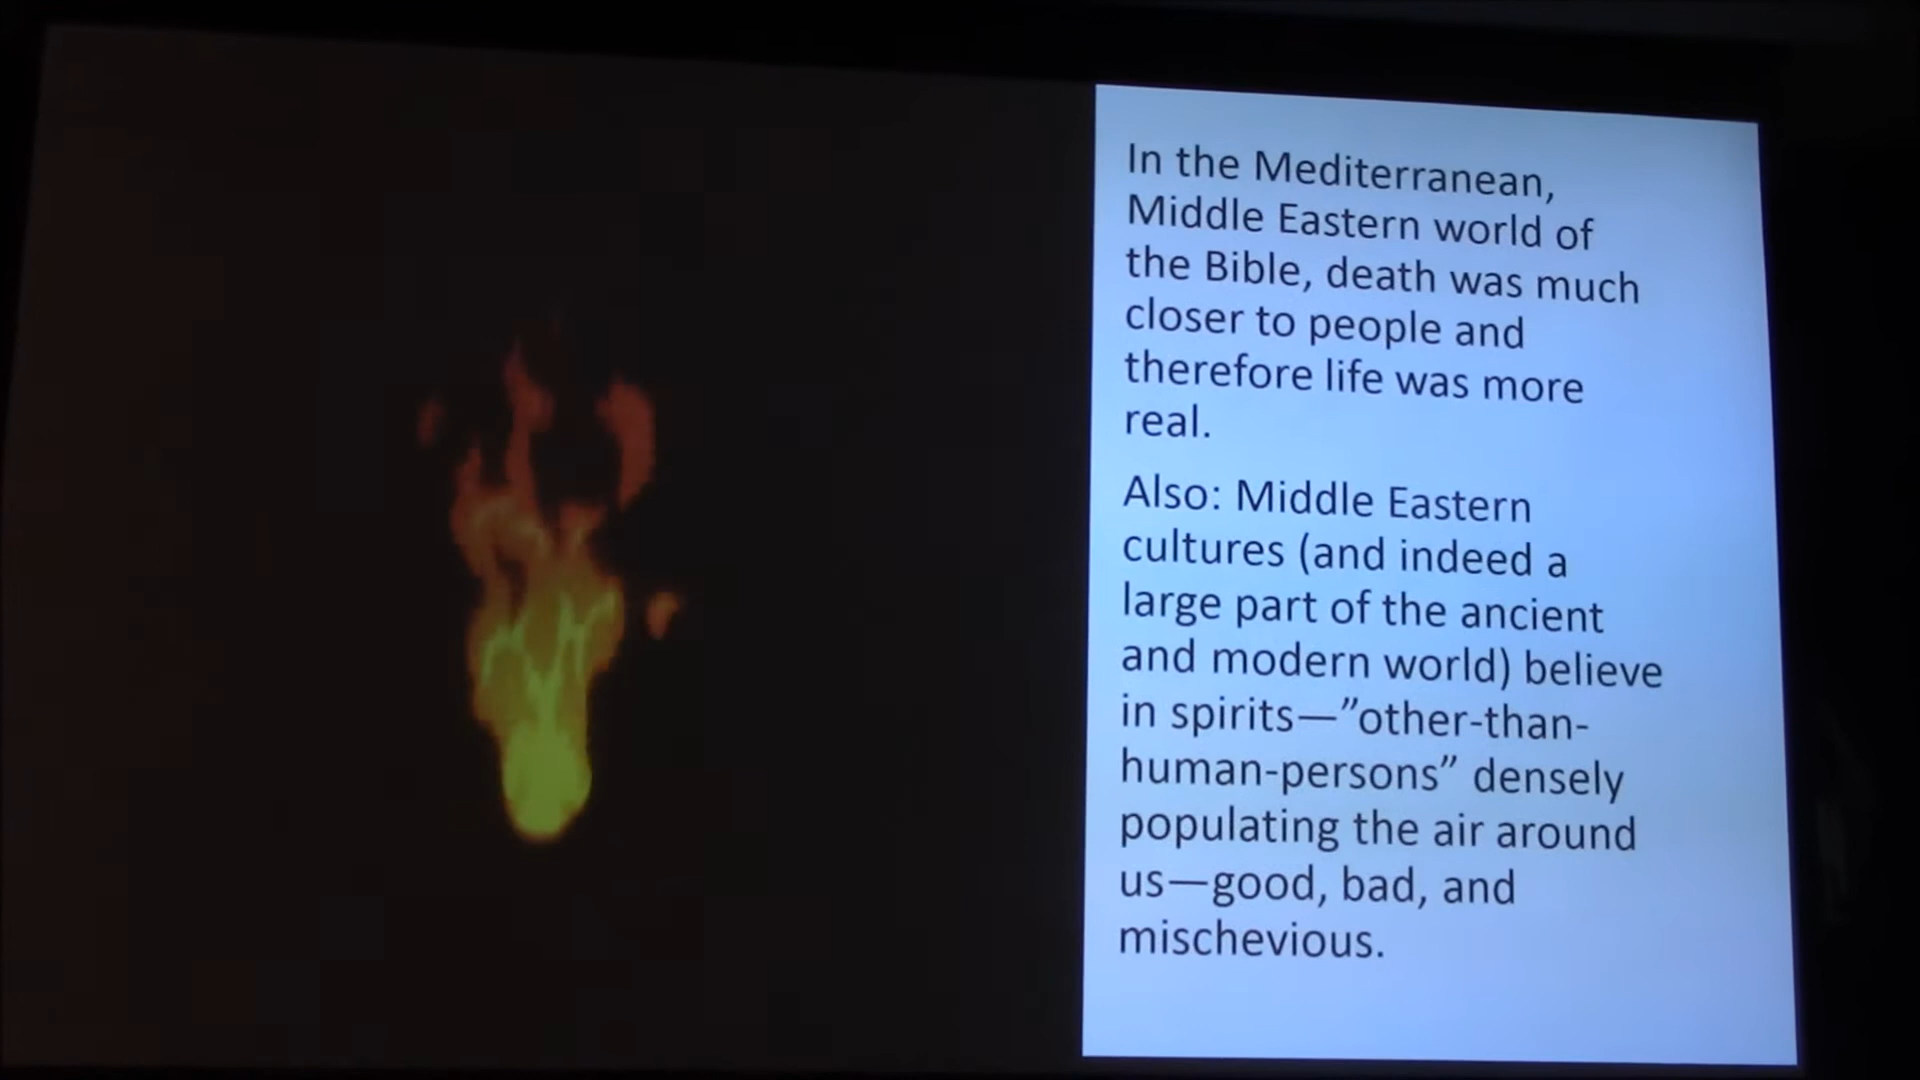 In the Mediterranean,
Middle Eastern world of
the Bible, death was much
closer to people and
therefore life was more
real.
Also: Middle Eastern
cultures (and indeed a
large part of the ancient
and modern world) believe
in spirits—”other-than-
human-persons” densely
populating the air around
us—good, bad, and
mischevious.